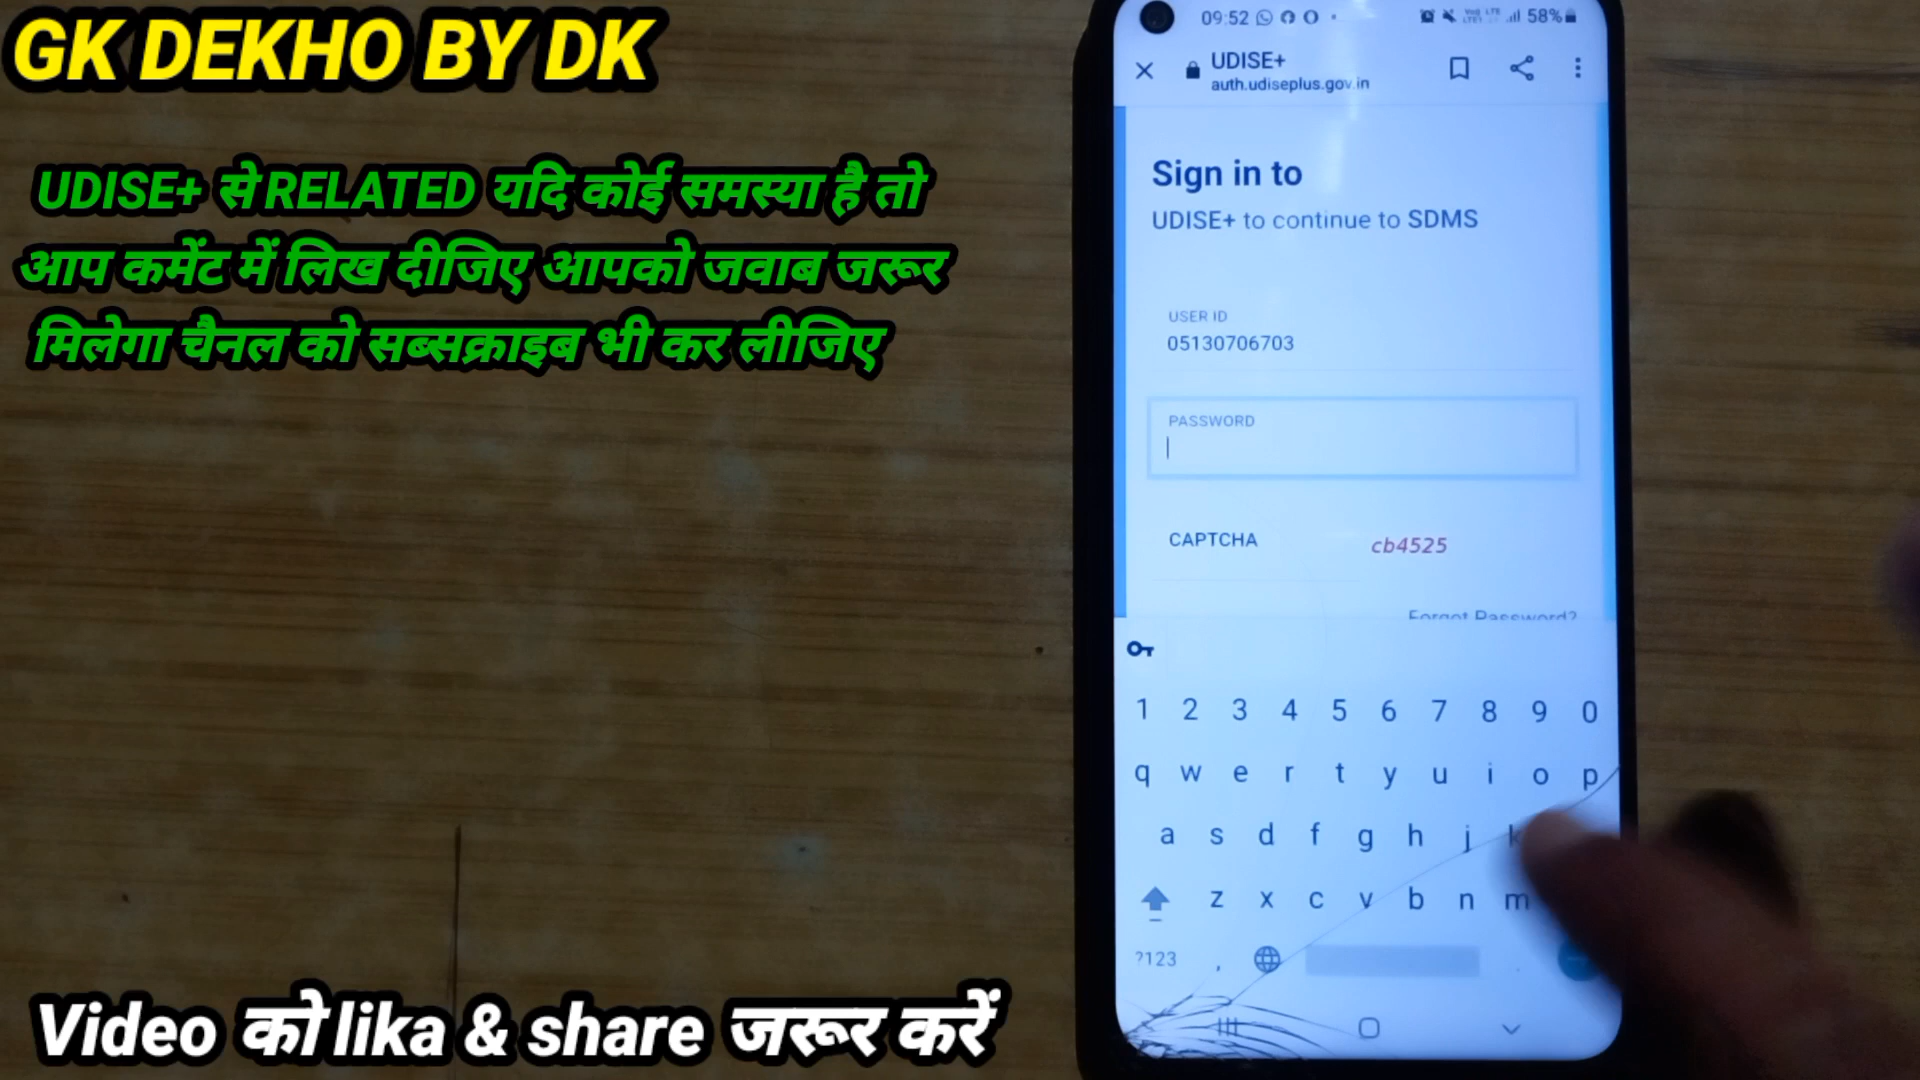 GK DEKHO BY DK
UDISE+ से RELATED यदि कोई समस्या है तो
आप कमेंट में लिख दीजिए आपको जवाब जरूर
मिलेगा चैनल को सब्सक्राइब भी कर लीजिए
09:52
58%
UDISE+
auth.udiseplus.gov.in
Sign in to
UDISE+ to continue to SDMS
USER ID
05130706703
PASSWORD
CAPTCHA cb4525
Forgot Password?
1 2 3 4 5 6 7 8 9 0
q w e r t y u i o p
a s d f g h j k
z x c v b n m
?123 , .
Video को lika & share जरूर करें